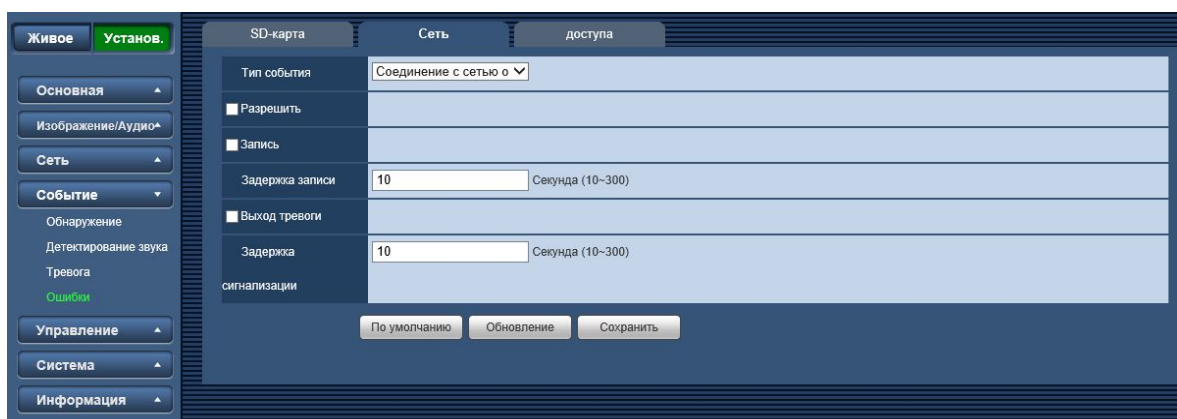 Живое
Установ.
Основная
Изображение/Аудио
Сеть
Событие
Обнаружение
Детектирование звука
Тревога
Ошибки
Управление
Система
Информация
SD-карта
Сеть
доступа
Тип события
Соединение с сетью о
Разрешить
Запись
Задержка записи
10
Секунда (10~300)
Выход тревоги
Задержка
10
Секунда (10~300)
сигнализации
По умолчанию
Обновление
Сохранить